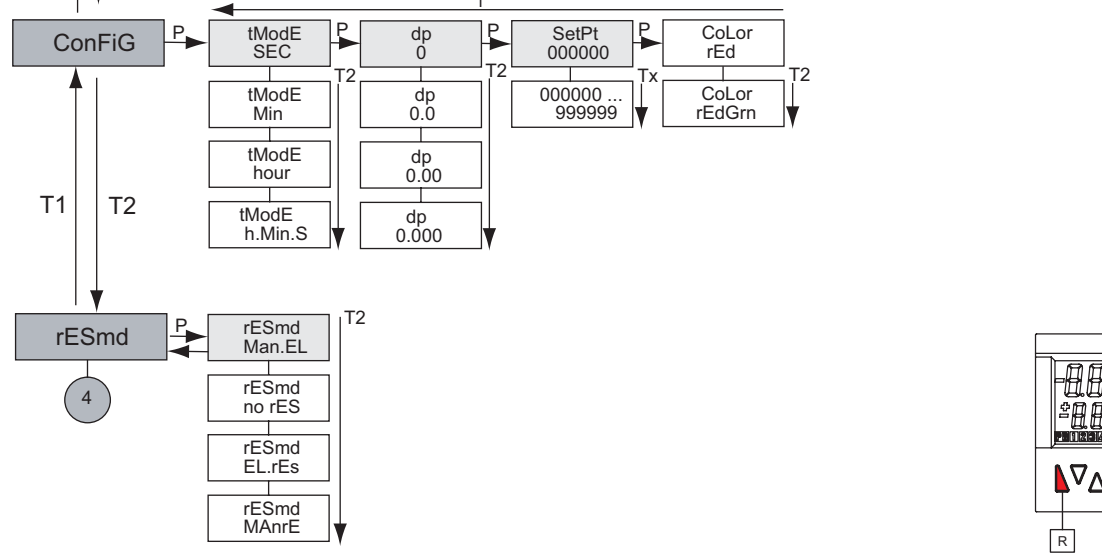 ConFiG
P
tModE
SEC
P
dp
0
P
SetPt
000000
P
CoLor
rEd
T2
T2
Tx
T2
tModE
Min
dp
0.0
000000 ...
999999
CoLor
rEdGrn
tModE
hour
dp
0.00
T1
T2
tModE
h.Min.S
dp
0.000
rESmd
P
rESmd
Man.EL
T2
4
rESmd
no rES
rESmd
EL.rEs
rESmd
MAnrE
R